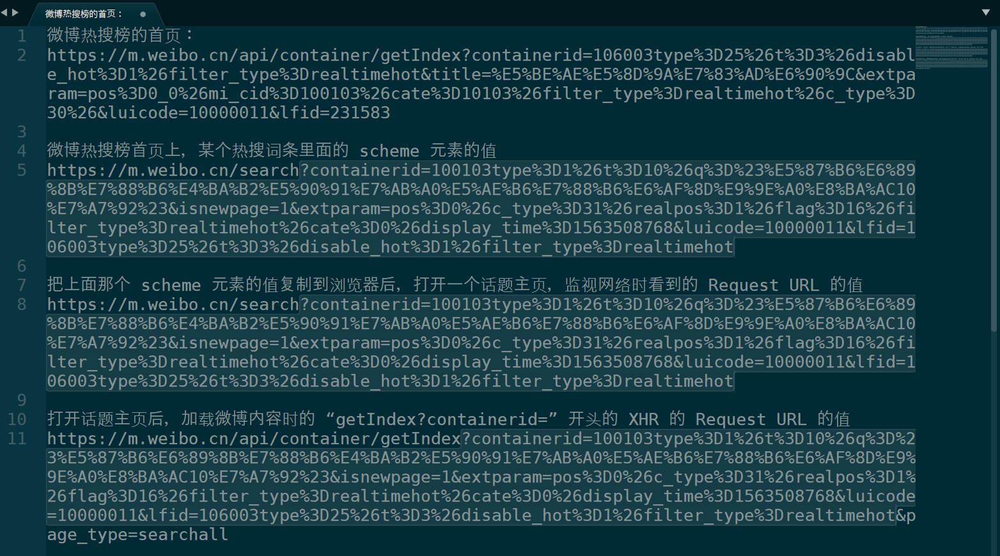 微博热搜榜的首页：
1 微博热搜榜的首页：
2 https://m.weibo.cn/api/container/getIndex?containerid=106003type%3D25%26t%3D3%26disabl
e_hot%3D1%26filter_type%3Drealtimehot&title=%E5%BE%AE%E5%8D%9A%E7%83%AD%E6%90%9C&extpa
ram=pos%3D0_0%26mi_cid%3D100103%26cate%3D10103%26filter_type%3Drealtimehot%26c_type%3D
30%26&luicode=10000011&lfid=231583
3
4 微博热搜榜首页上，某个热搜词条里面的 scheme 元素的值
5 https://m.weibo.cn/search?containerid=100103type%3D1%26t%3D10%26q%3D%23%E5%87%B6%E6%89
%8B%E7%88%B6%E4%BA%B2%E5%90%91%E7%AB%A0%E5%AE%B6%E7%88%B6%E6%AF%8D%E9%9E%A0%E8%BA%AC10
%E7%A7%92%23&isnewpage=1&extparam=pos%3D0%26c_type%3D31%26realpos%3D1%26flag%3D16%26fi
lter_type%3Drealtimehot%26cate%3D0%26display_time%3D1563508768&luicode=10000011&lfid=1
06003type%3D25%26t%3D3%26disable_hot%3D1%26filter_type%3Drealtimehot
6
7 把上面那个 scheme 元素的值复制到浏览器后，打开一个话题主页，监视网络时看到的 Request URL 的值
8 https://m.weibo.cn/search?containerid=100103type%3D1%26t%3D10%26q%3D%23%E5%87%B6%E6%89
%8B%E7%88%B6%E4%BA%B2%E5%90%91%E7%AB%A0%E5%AE%B6%E7%88%B6%E6%AF%8D%E9%9E%A0%E8%BA%AC10
%E7%A7%92%23&isnewpage=1&extparam=pos%3D0%26c_type%3D31%26realpos%3D1%26flag%3D16%26fi
lter_type%3Drealtimehot%26cate%3D0%26display_time%3D1563508768&luicode=10000011&lfid=1
06003type%3D25%26t%3D3%26disable_hot%3D1%26filter_type%3Drealtimehot
9
10 打开话题主页后，加载微博内容时的 “getIndex?containerid=” 开头的 XHR 的 Request URL 的值
11 https://m.weibo.cn/api/container/getIndex?containerid=100103type%3D1%26t%3D10%26q%3D%2
3%E5%87%B6%E6%89%8B%E7%88%B6%E4%BA%B2%E5%90%91%E7%AB%A0%E5%AE%B6%E7%88%B6%E6%AF%8D%E9%
9E%A0%E8%BA%AC10%E7%A7%92%23&isnewpage=1&extparam=pos%3D0%26c_type%3D31%26realpos%3D1%
26flag%3D16%26filter_type%3Drealtimehot%26cate%3D0%26display_time%3D1563508768&luicode
=10000011&lfid=106003type%3D25%26t%3D3%26disable_hot%3D1%26filter_type%3Drealtimehot&p
age_type=searchall